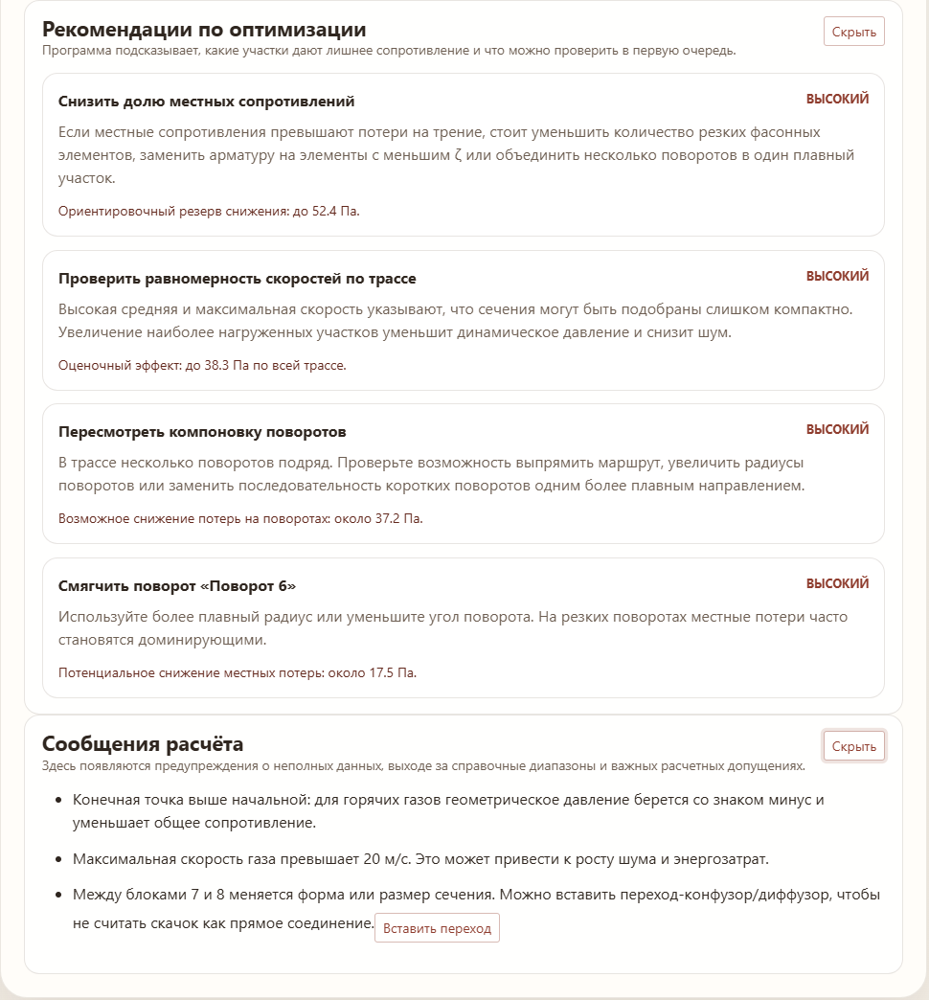 Рекомендации по оптимизации
Скрыть
Программа подсказывает, какие участки дают лишнее сопротивление и что можно проверить в первую очередь.
Снизить долю местных сопротивлений
ВЫСОКИЙ
Если местные сопротивления превышают потери на трение, стоит уменьшить количество резких фасонных
элементов, заменить арматуру на элементы с меньшим ζ или объединить несколько поворотов в один плавный
участок.
Ориентировочный резерв снижения: до 52.4 Па.
Проверить равномерность скоростей по трассе
ВЫСОКИЙ
Высокая средняя и максимальная скорость указывают, что сечения могут быть подобраны слишком компактно.
Увеличение наиболее нагруженных участков уменьшит динамическое давление и снизит шум.
Оценочный эффект: до 38.3 Па по всей трассе.
Пересмотреть компоновку поворотов
ВЫСОКИЙ
В трассе несколько поворотов подряд. Проверьте возможность выпрямить маршрут, увеличить радиусы
поворотов или заменить последовательность коротких поворотов одним более плавным направлением.
Возможное снижение потерь на поворотах: около 37.2 Па.
Смягчить поворот «Поворот 6»
ВЫСОКИЙ
Используйте более плавный радиус или уменьшите угол поворота. На резких поворотах местные потери часто
становятся доминирующими.
Потенциальное снижение местных потерь: около 17.5 Па.
Сообщения расчёта
Скрыть
Здесь появляются предупреждения о неполных данных, выходе за справочные диапазоны и важных расчетных допущениях.
• Конечная точка выше начальной: для горячих газов геометрическое давление берется со знаком минус и
уменьшает общее сопротивление.
• Максимальная скорость газа превышает 20 м/с. Это может привести к росту шума и энергозатрат.
• Между блоками 7 и 8 меняется форма или размер сечения. Можно вставить переход-конфузор/диффузор, чтобы
не считать скачок как прямое соединение. Вставить переход